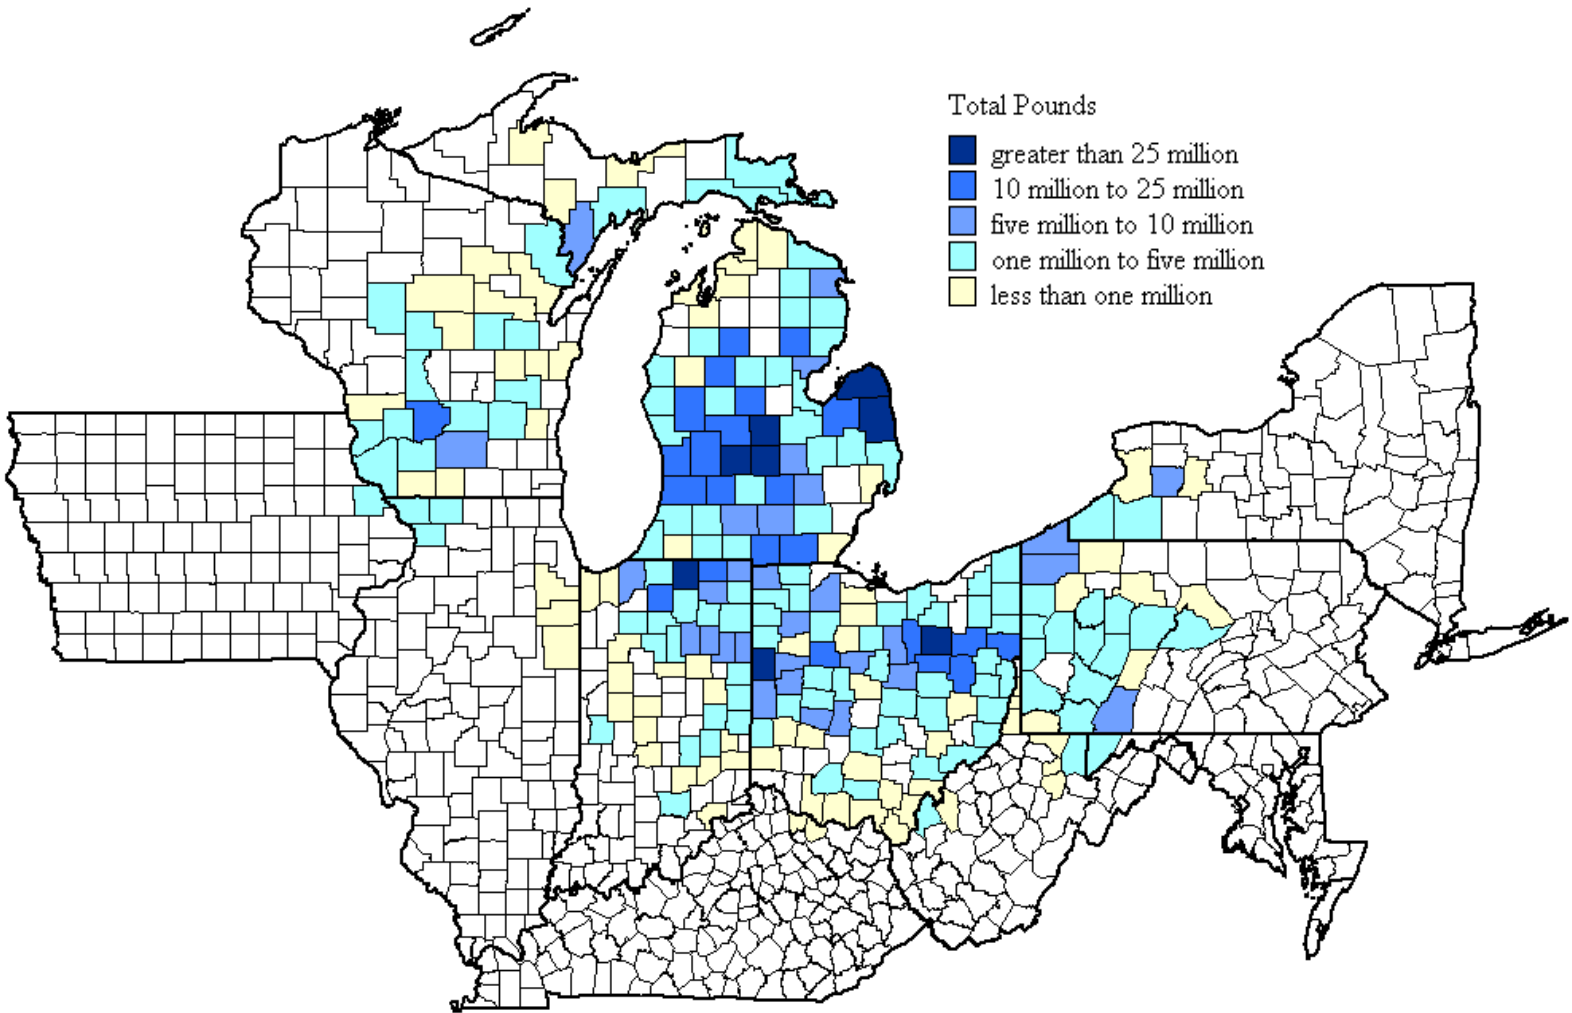 Total Pounds
greater than 25 million
10 million to 25 million
five million to 10 million
one million to five million
less than one million